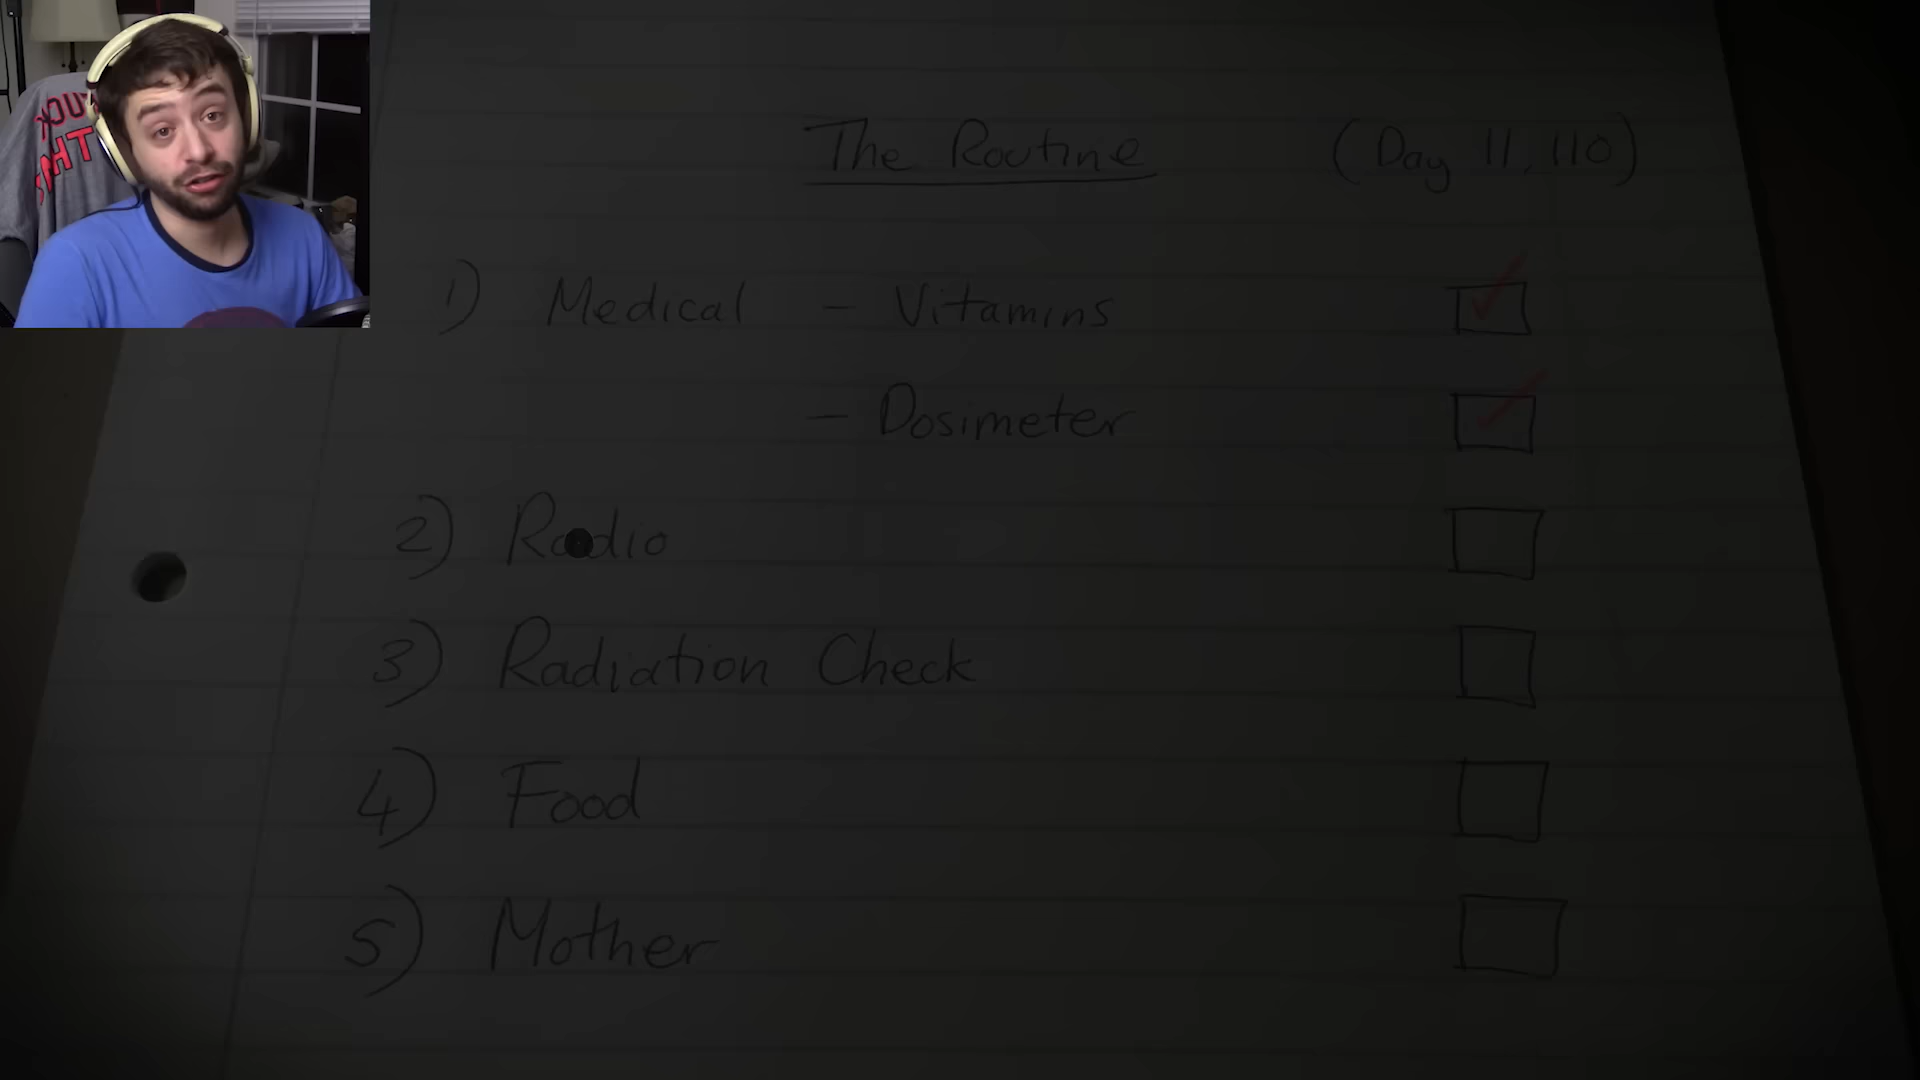 The Routine (Day 11,110)
1) Medical - Vitamins
- Dosimeter
2) Radio
3) Radiation Check
4) Food
5) Mother